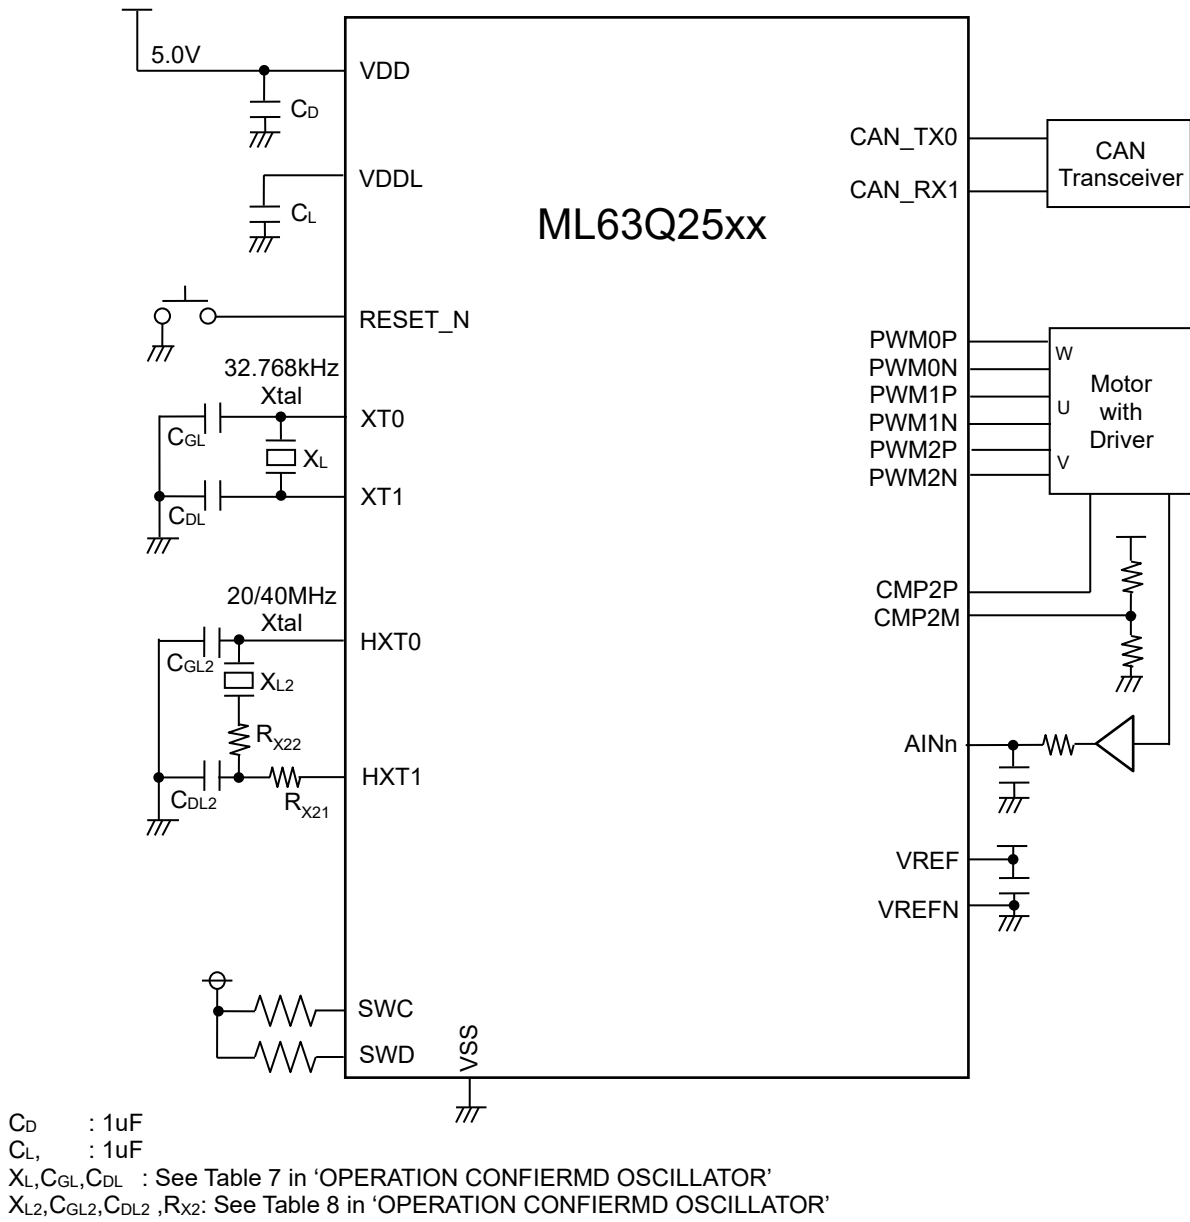 5.0V
VDD
CD
VDDL
CL
ML63Q25xx
CAN_TX0
CAN_RX1
CAN
Transceiver
RESET_N
32.768kHz
Xtal
XT0
CGL
XL
XT1
CDL
PWM0P
PWM0N
PWM1P
PWM1N
PWM2P
PWM2N
W
U
V
Motor
with
Driver
20/40MHz
Xtal
HXT0
CGL2
XL2
RX22
HXT1
CDL2
RX21
CMP2P
CMP2M
AINn
VREF
VREFN
SWC
SWD
VSS
CD : 1uF
CL, : 1uF
XL,CGL,CDL : See Table 7 in ‘OPERATION CONFIERMD OSCILLATOR’
XL2,CGL2,CDL2 ,RX2: See Table 8 in ‘OPERATION CONFIERMD OSCILLATOR’